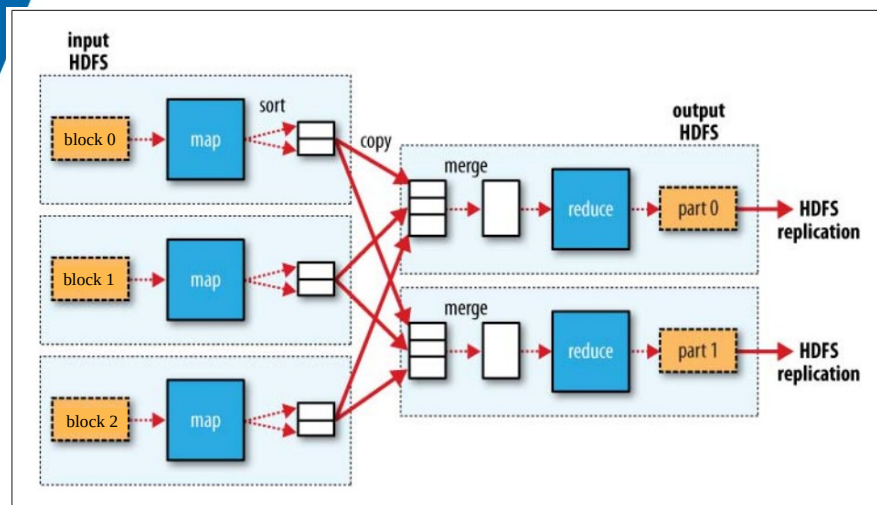 input
HDFS
block 0
map
sort
copy
block 1
map
block 2
map
output
HDFS
merge
reduce
part 0
HDFS
replication
merge
reduce
part 1
HDFS
replication